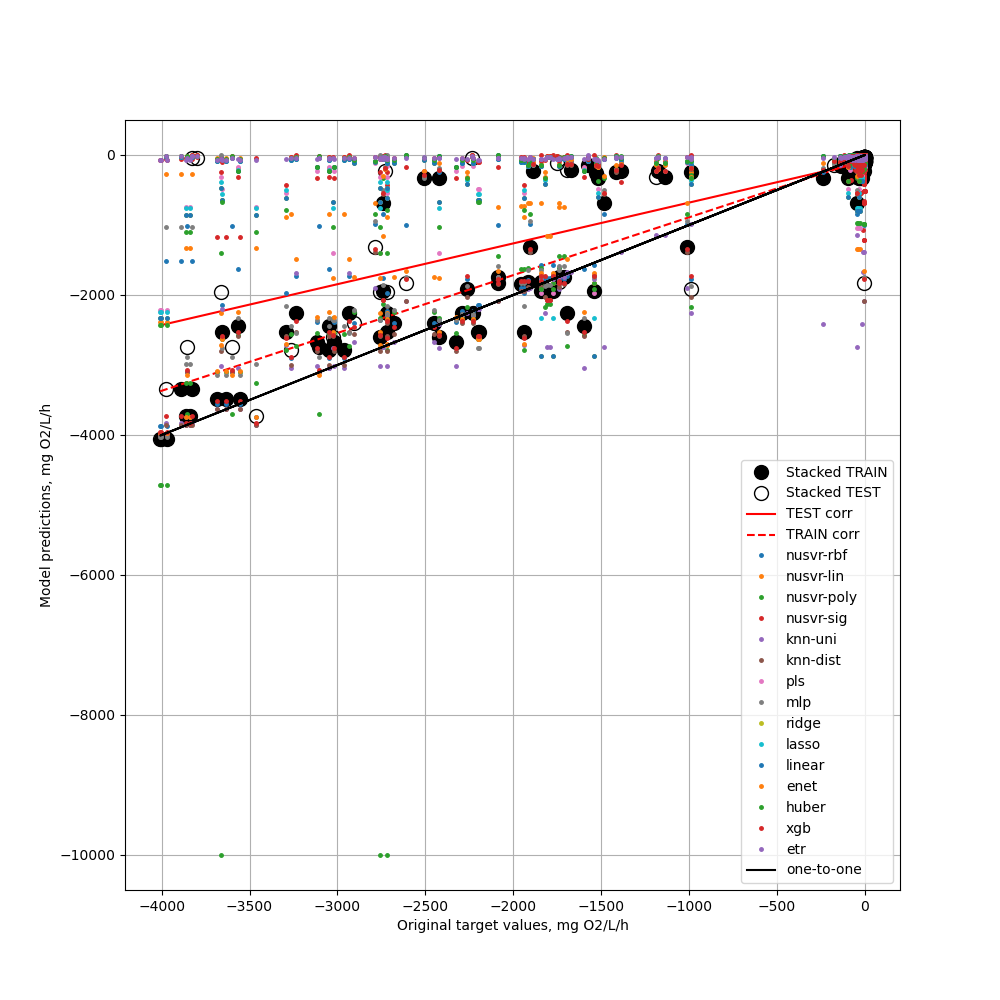 0
−2000
−4000
−6000
−8000
−10000
Model predictions, mg O2/L/h
−4000 −3500 −3000 −2500 −2000 −1500 −1000 −500 0
Original target values, mg O2/L/h
Stacked TRAIN
Stacked TEST
TEST corr
TRAIN corr
nusvr-rbf
nusvr-lin
nusvr-poly
nusvr-sig
knn-uni
knn-dist
pls
mlp
ridge
lasso
linear
enet
huber
xgb
etr
one-to-one